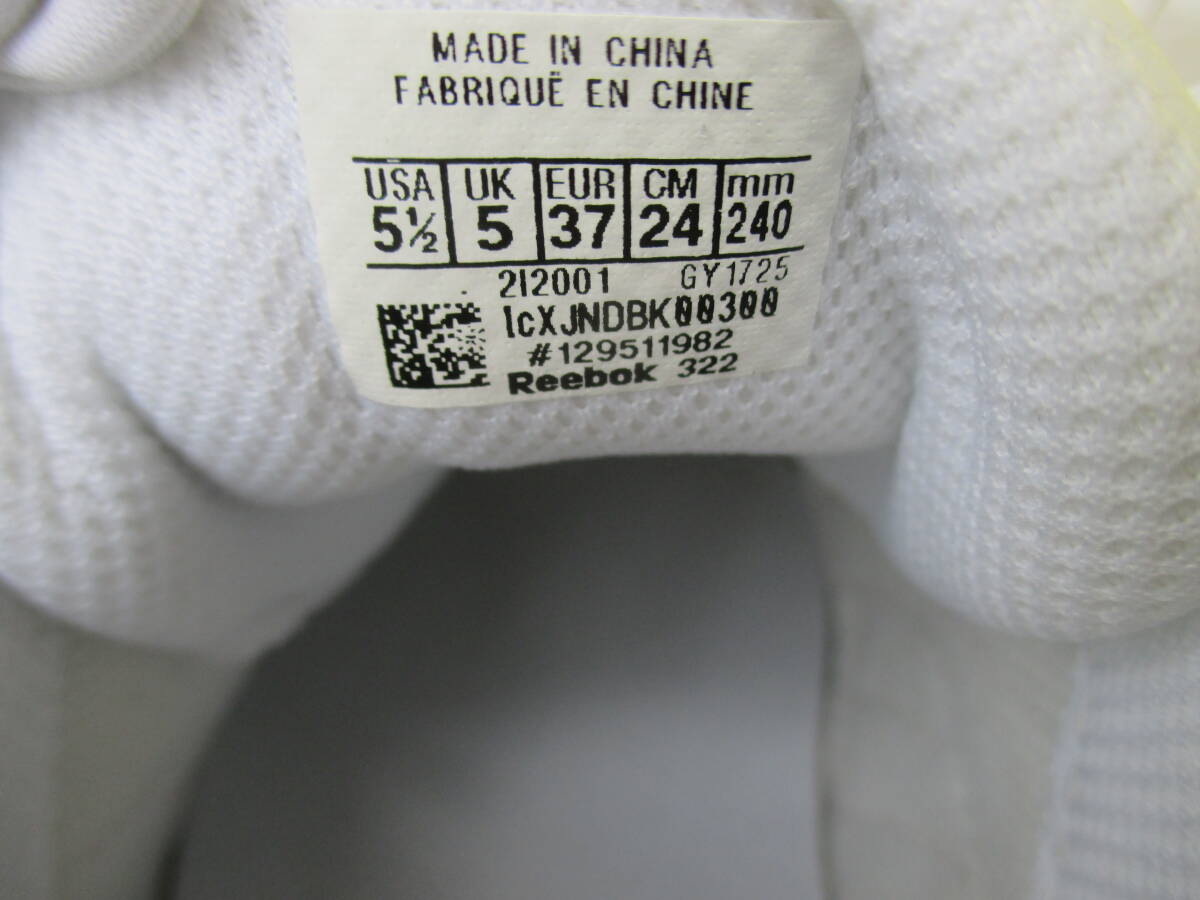 MADE IN CHINA
FABRIQUË EN CHINE
USA UK EUR CM mm
5½ 5 37 24 240
2I2001 GY1725
IcXJNDBK00300
#129511982
Reebok 322